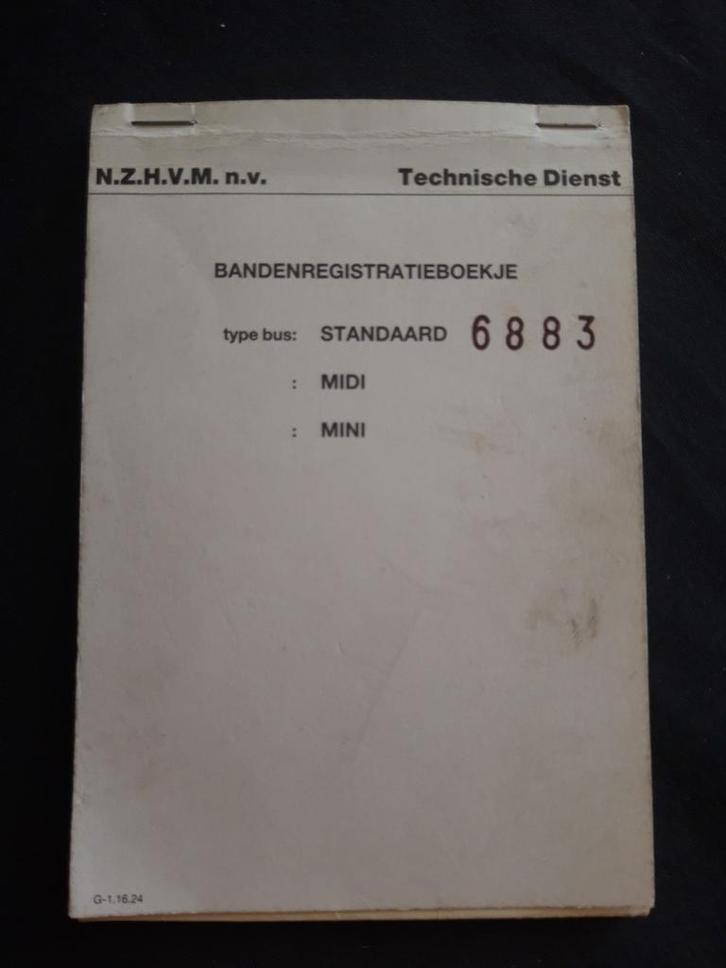 N.Z.H.V.M. n.v. Technische Dienst
BANDENREGISTRATIEBOEKJE
type bus: STANDAARD 6883
: MIDI
: MINI
G-1.16.24